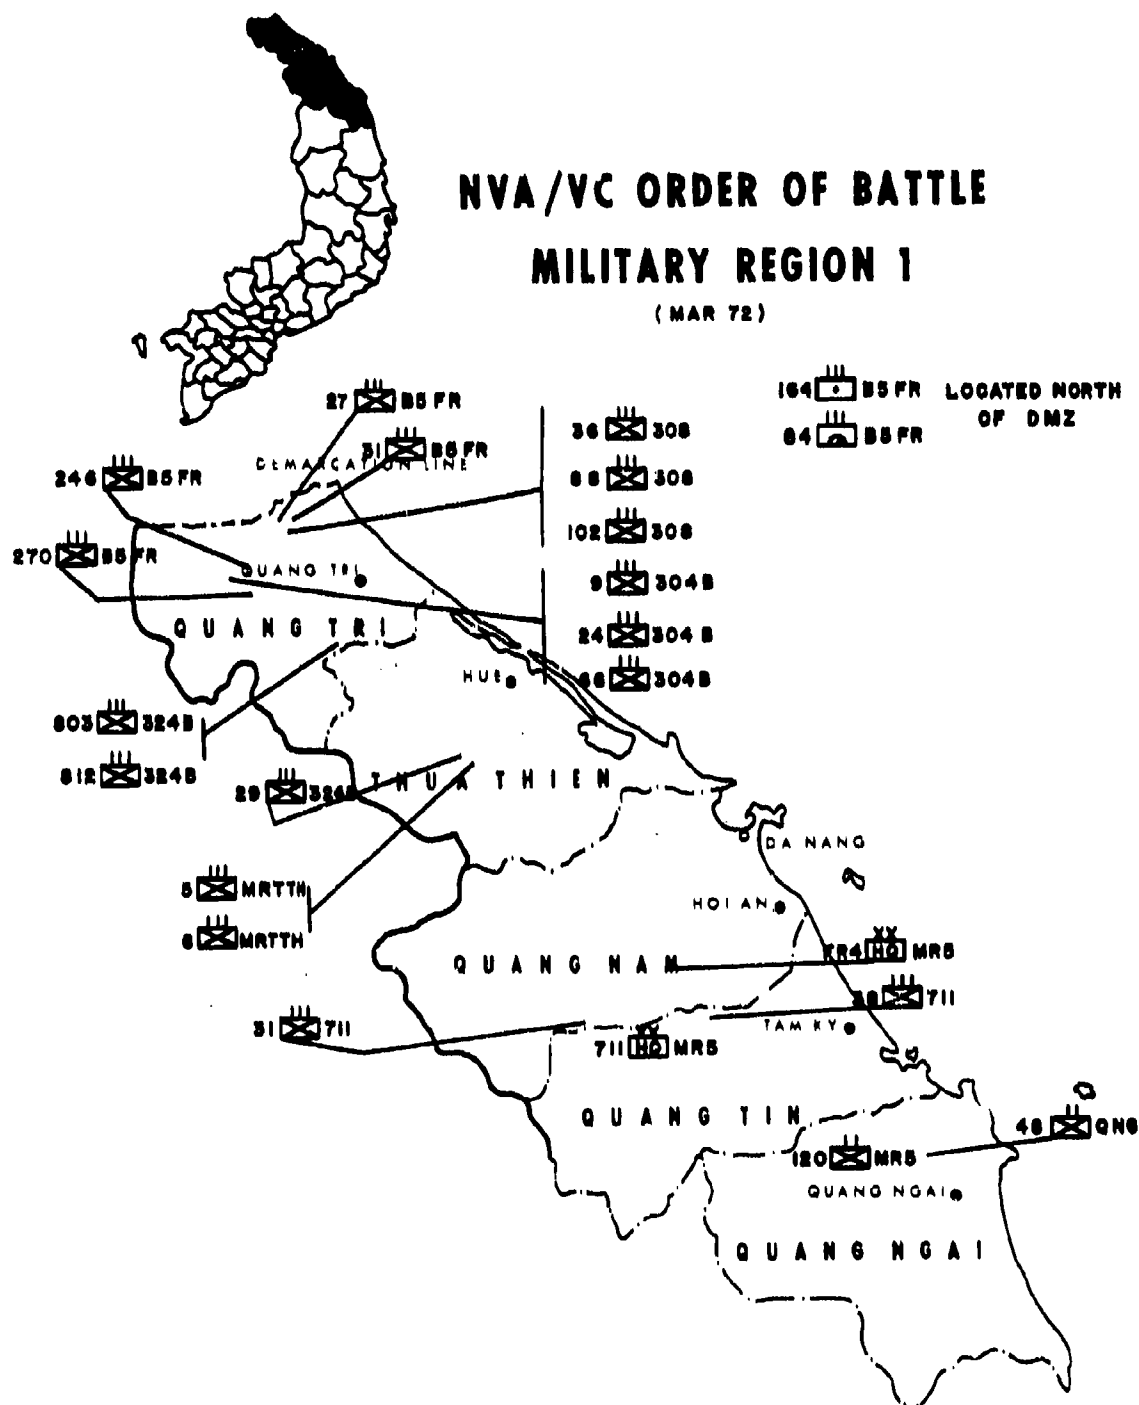 NVA/VC ORDER OF BATTLE
MILITARY REGION 1
(MAR 72)
164 B5 FR
84 B5 FR
LOCATED NORTH
OF DMZ
27 B5 FR
31 B5 FR
DEMARCATION LINE
246 B5 FR
270 B5 FR
36 308
88 308
102 308
9 304B
24 304B
66 304B
QUANG TRI
QUANG TRI
HUE
803 324B
812 324B
29 324B
THUA THIEN
5 MRTTH
6 MRTTH
DA NANG
HOI AN
QUANG NAM
HQ MR5
38 711
31 711
TAM KY
711 HQ MR5
QUANG TIN
48 QNG
120 MR5
QUANG NGAI
QUANG NGAI